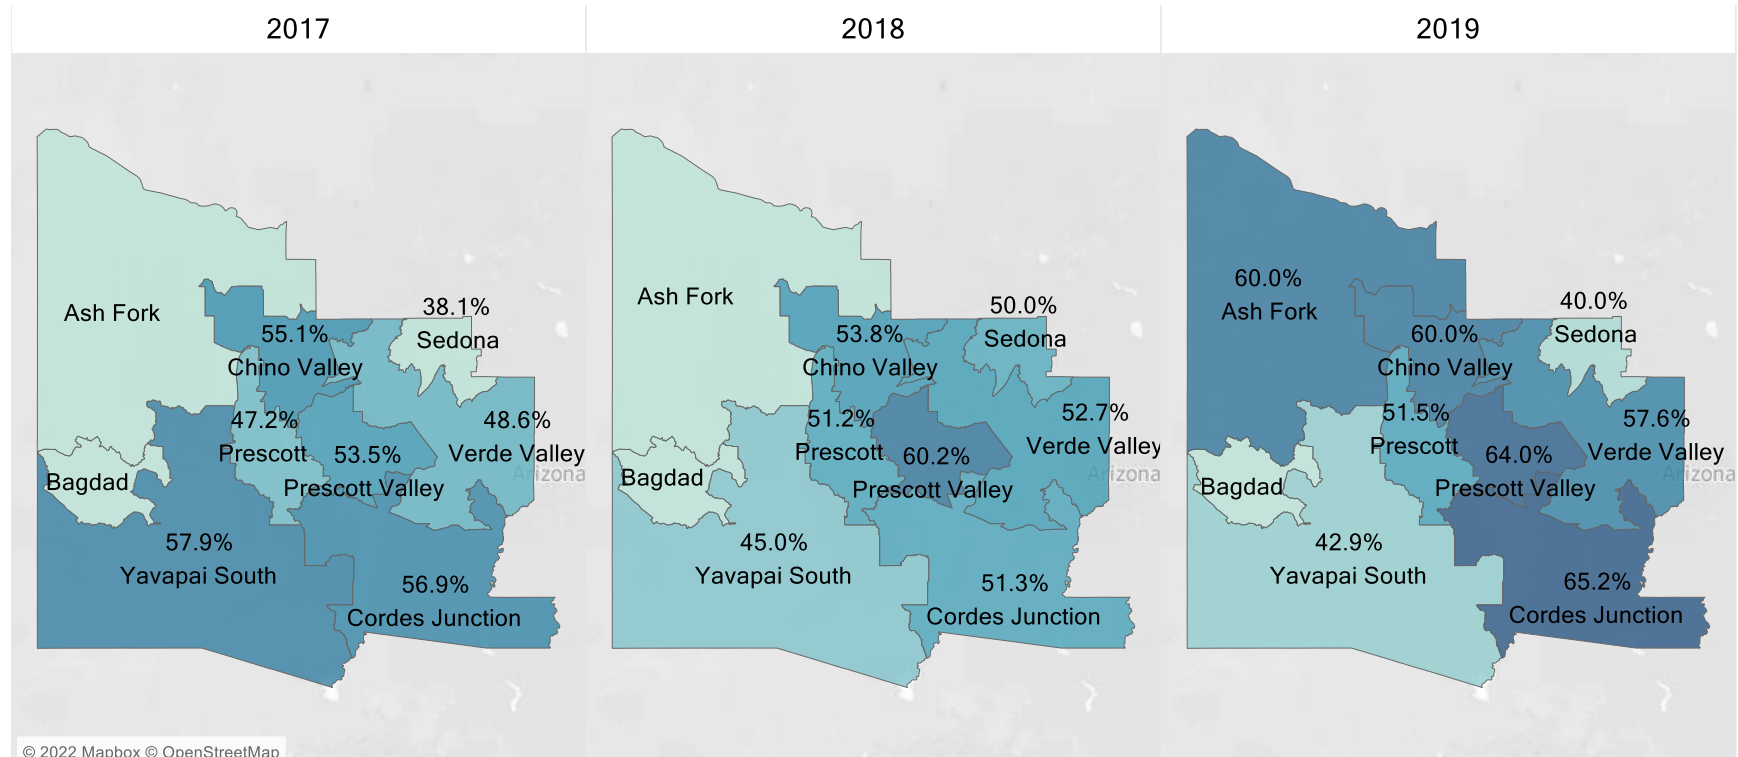 2017
2018
2019
38.1%
Sedona
Ash Fork
55.1%
Chino Valley
47.2%
Prescott
48.6%
Verde Valley
53.5%
Prescott Valley
Arizona
Bagdad
57.9%
Yavapai South
56.9%
Cordes Junction
Ash Fork
50.0%
Sedona
53.8%
Chino Valley
51.2%
Prescott
52.7%
Verde Valley
60.2%
Prescott Valley
Arizona
Bagdad
45.0%
Yavapai South
51.3%
Cordes Junction
60.0%
Ash Fork
40.0%
Sedona
60.0%
Chino Valley
51.5%
Prescott
57.6%
Verde Valley
64.0%
Prescott Valley
Arizona
Bagdad
42.9%
Yavapai South
65.2%
Cordes Junction
© 2022 Mapbox © OpenStreetMap